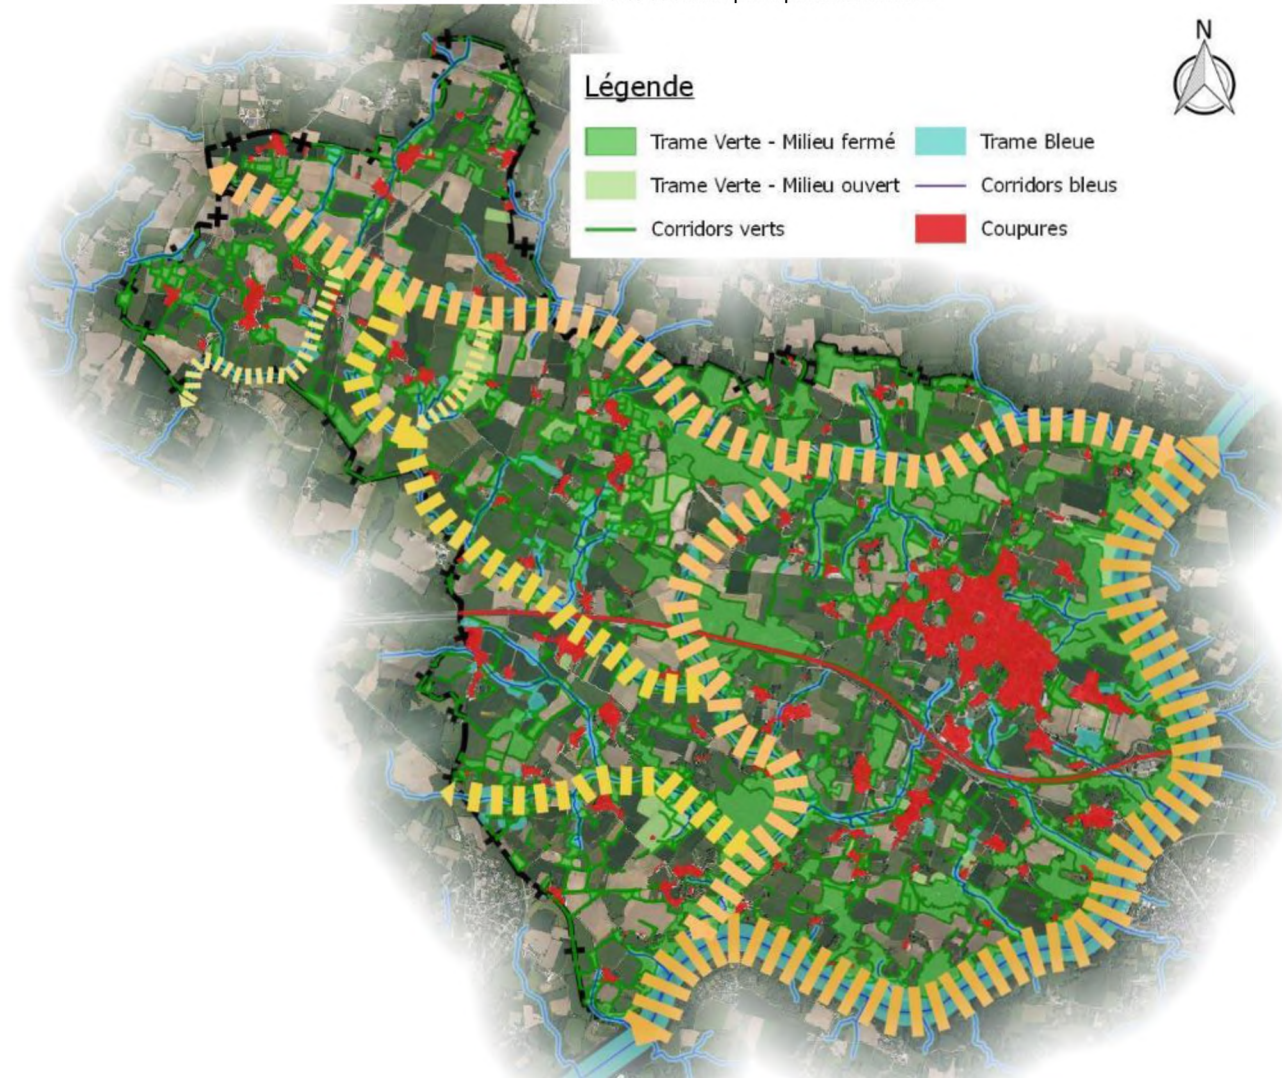 N
Légende
Trame Verte - Milieu fermé
Trame Bleue
Trame Verte - Milieu ouvert
Corridors bleus
Corridors verts
Coupures